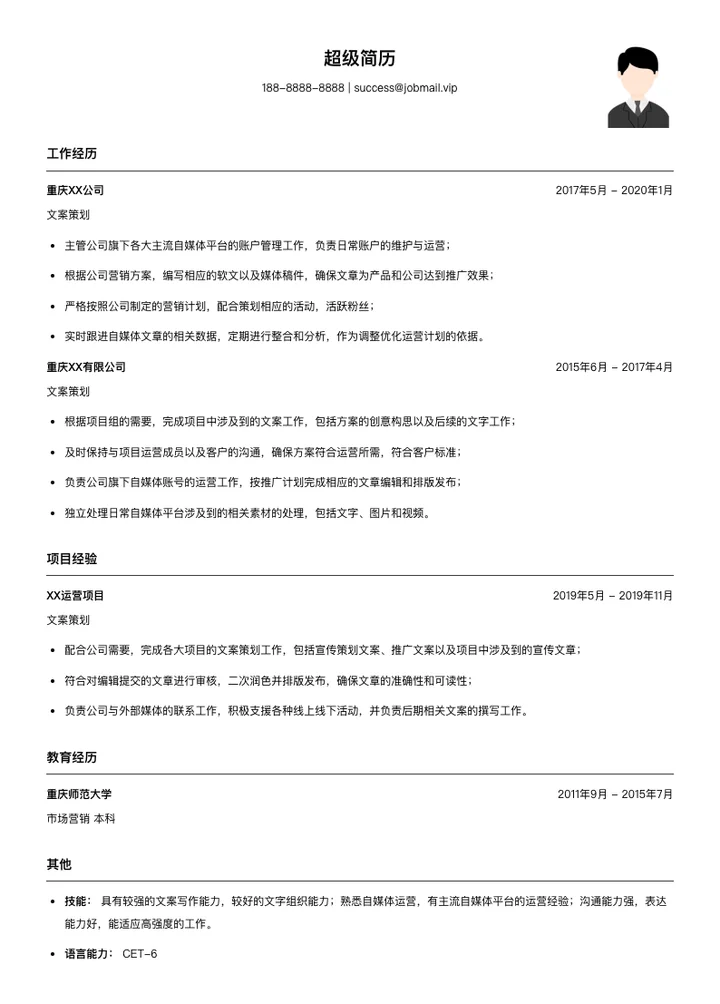 超级简历
188-8888-8888 | success@jobmail.vip
工作经历
重庆XX公司 2017年5月 – 2020年1月
文案策划
• 主管公司旗下各大主流自媒体平台的账户管理工作，负责日常账户的维护与运营；
• 根据公司营销方案，编写相应的软文以及媒体稿件，确保文章为产品和公司达到推广效果；
• 严格按照公司制定的营销计划，配合策划相应的活动，活跃粉丝；
• 实时跟进自媒体文章的相关数据，定期进行整合和分析，作为调整优化运营计划的依据。
重庆XX有限公司 2015年6月 – 2017年4月
文案策划
• 根据项目组的需要，完成项目中涉及到的文案工作，包括方案的创意构思以及后续的文字工作；
• 及时保持与项目运营成员以及客户的沟通，确保方案符合运营所需，符合客户标准；
• 负责公司旗下自媒体账号的运营工作，按推广计划完成相应的文章编辑和排版发布；
• 独立处理日常自媒体平台涉及到的相关素材的处理，包括文字、图片和视频。
项目经验
XX运营项目 2019年5月 – 2019年11月
文案策划
• 配合公司需要，完成各大项目的文案策划工作，包括宣传策划文案、推广文案以及项目中涉及到的宣传文章；
• 符合对编辑提交的文章进行审核，二次润色并排版发布，确保文章的准确性和可读性；
• 负责公司与外部媒体的联系工作，积极支援各种线上线下活动，并负责后期相关文案的撰写工作。
教育经历
重庆师范大学 2011年9月 – 2015年7月
市场营销 本科
其他
• 技能： 具有较强的文案写作能力，较好的文字组织能力；熟悉自媒体运营，有主流自媒体平台的运营经验；沟通能力强，表达
能力好，能适应高强度的工作。
• 语言能力： CET-6